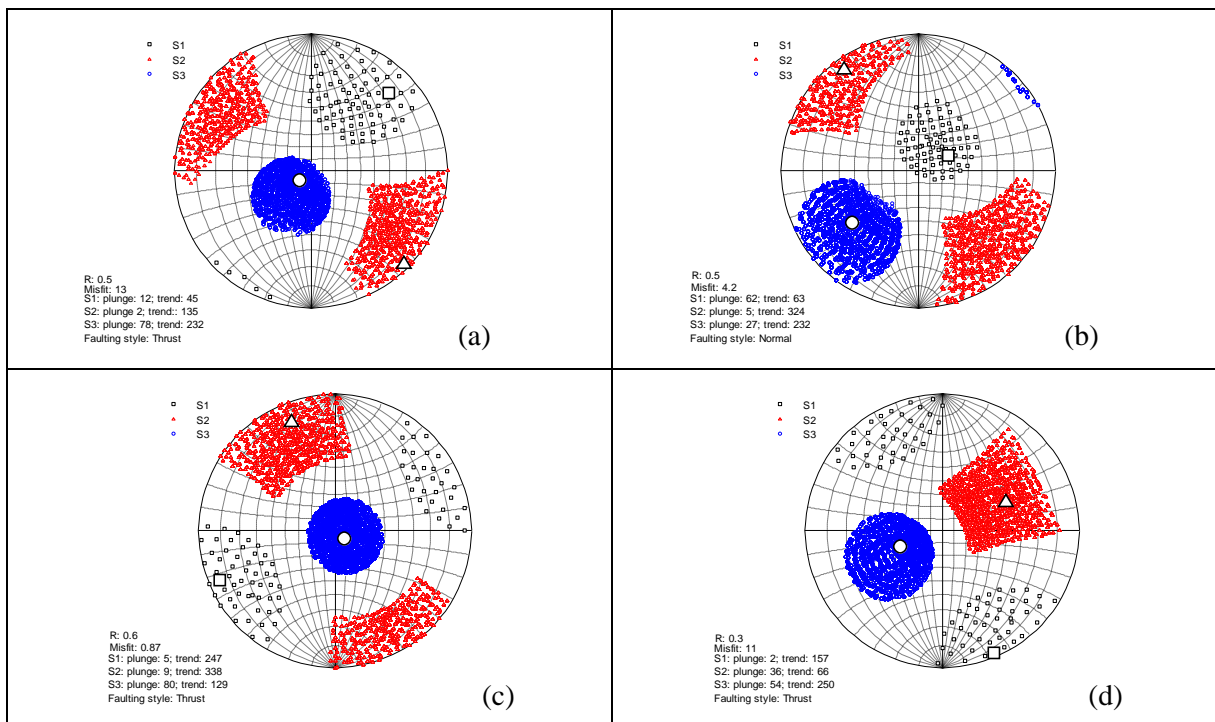 S1
S2
S3
R: 0.5
Misfit: 13
S1: plunge: 12; trend: 45
S2: plunge 2; trend:: 135
S3: plunge: 78; trend: 232
Faulting style: Thrust
(a)
S1
S2
S3
R: 0.5
Misfit: 4.2
S1: plunge: 62; trend: 63
S2: plunge: 5; trend: 324
S3: plunge: 27; trend: 232
Faulting style: Normal
(b)
S1
S2
S3
R: 0.6
Misfit: 0.87
S1: plunge: 5; trend: 247
S2: plunge: 9; trend: 338
S3: plunge: 80; trend: 129
Faulting style: Thrust
(c)
S1
S2
S3
R: 0.3
Misfit: 11
S1: plunge: 2; trend: 157
S2: plunge: 36; trend: 66
S3: plunge: 54; trend: 250
Faulting style: Thrust
(d)